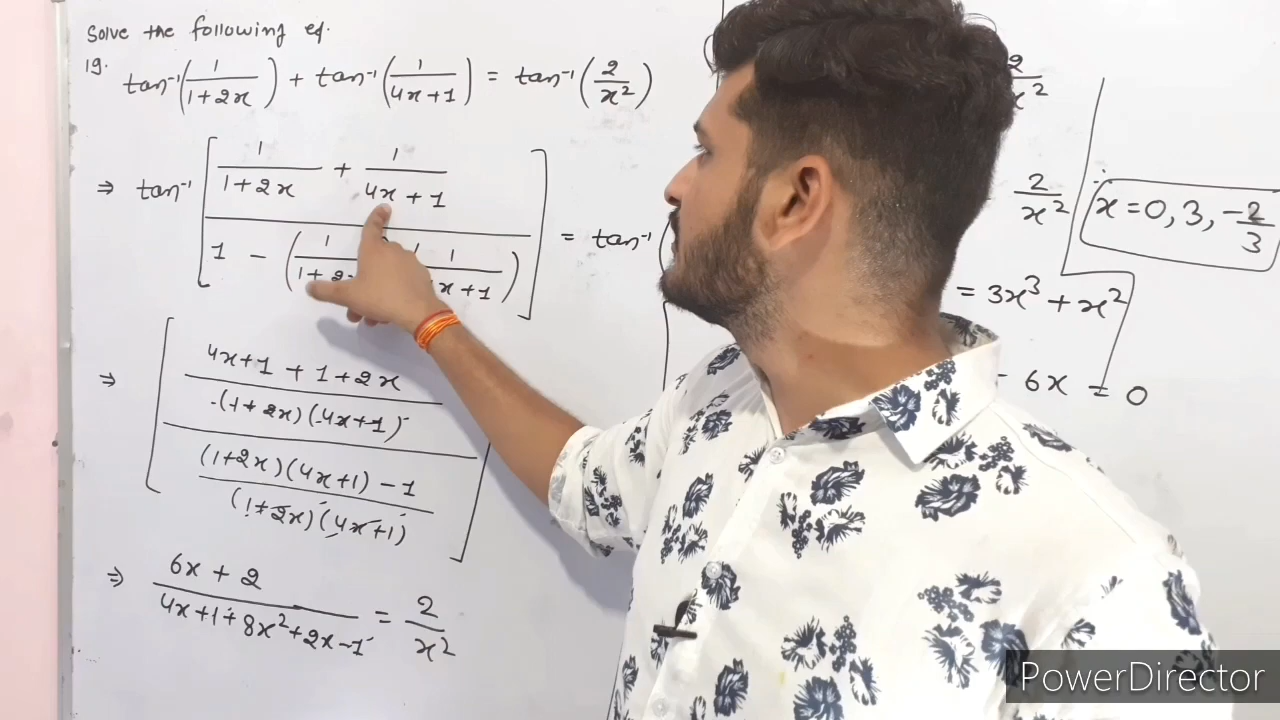 Solve the following eq.
19. tan⁻¹(1/(1+2x)) + tan⁻¹(1/(4x+1)) = tan⁻¹(2/x²)
⇒ tan⁻¹ [ (1/(1+2x) + 1/(4x+1)) / (1 - (1/(1+2x) 1/(x+1))) ] = tan⁻¹(
⇒ [ ((4x+1+1+2x) / ((1+2x)(4x+1))) / (((1+2x)(4x+1)-1) / ((1+2x)(4x+1))) ]
⇒ (6x+2) / (4x+1+8x²+2x-1) = 2/x²
2/x²
2/x²
x = 0, 3, -2/3
= 3x³ + x²
- 6x = 0
PowerDirector